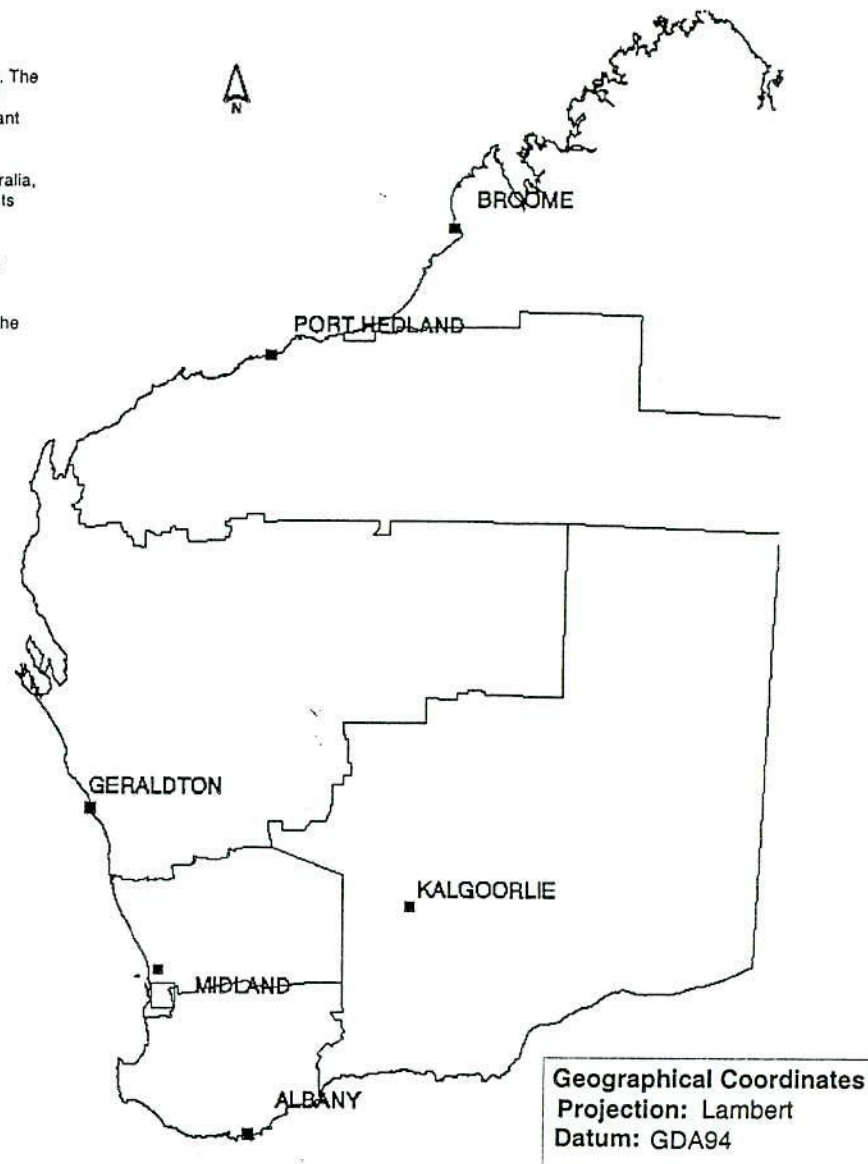 . The
ant
ralia,
ts
he
N
BROOME
PORT HEDLAND
GERALDTON
KALGOORLIE
MIDLAND
ALBANY
Geographical Coordinates
Projection: Lambert
Datum: GDA94